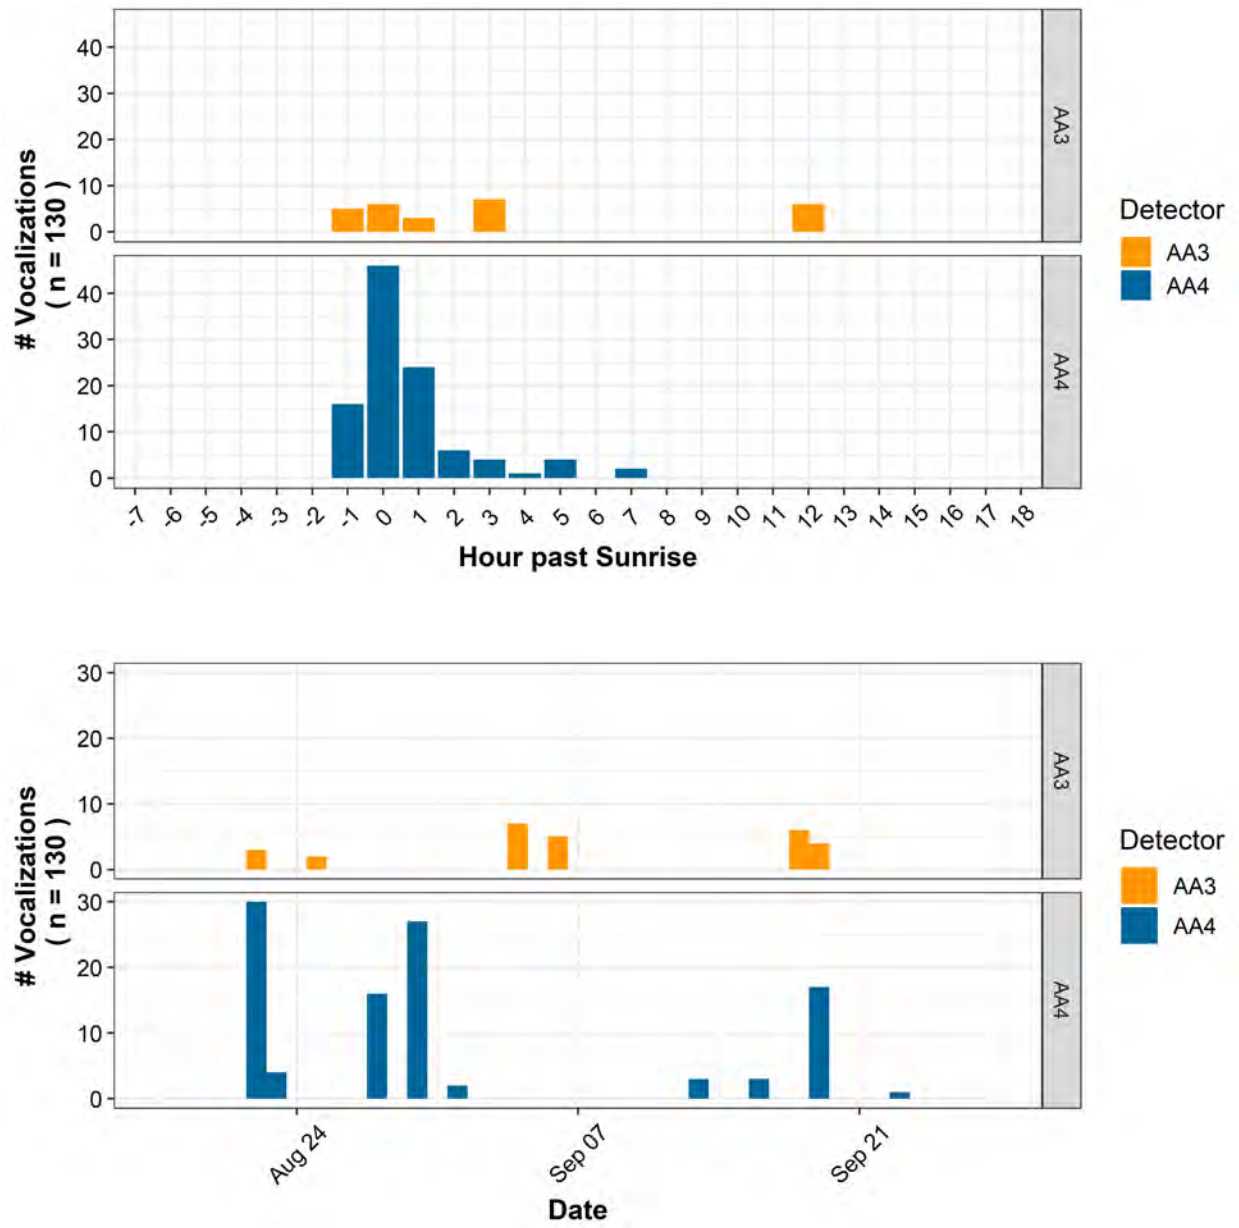 40
30
20
10
0
AA3
# Vocalizations
( n = 130 )
40
30
20
10
0
AA4
-7 -6 -5 -4 -3 -2 -1 0 1 2 3 4 5 6 7 8 9 10 11 12 13 14 15 16 17 18
Hour past Sunrise
Detector
AA3
AA4
30
20
10
0
AA3
# Vocalizations
( n = 130 )
30
20
10
0
AA4
Aug 24 Sep 07 Sep 21
Date
Detector
AA3
AA4